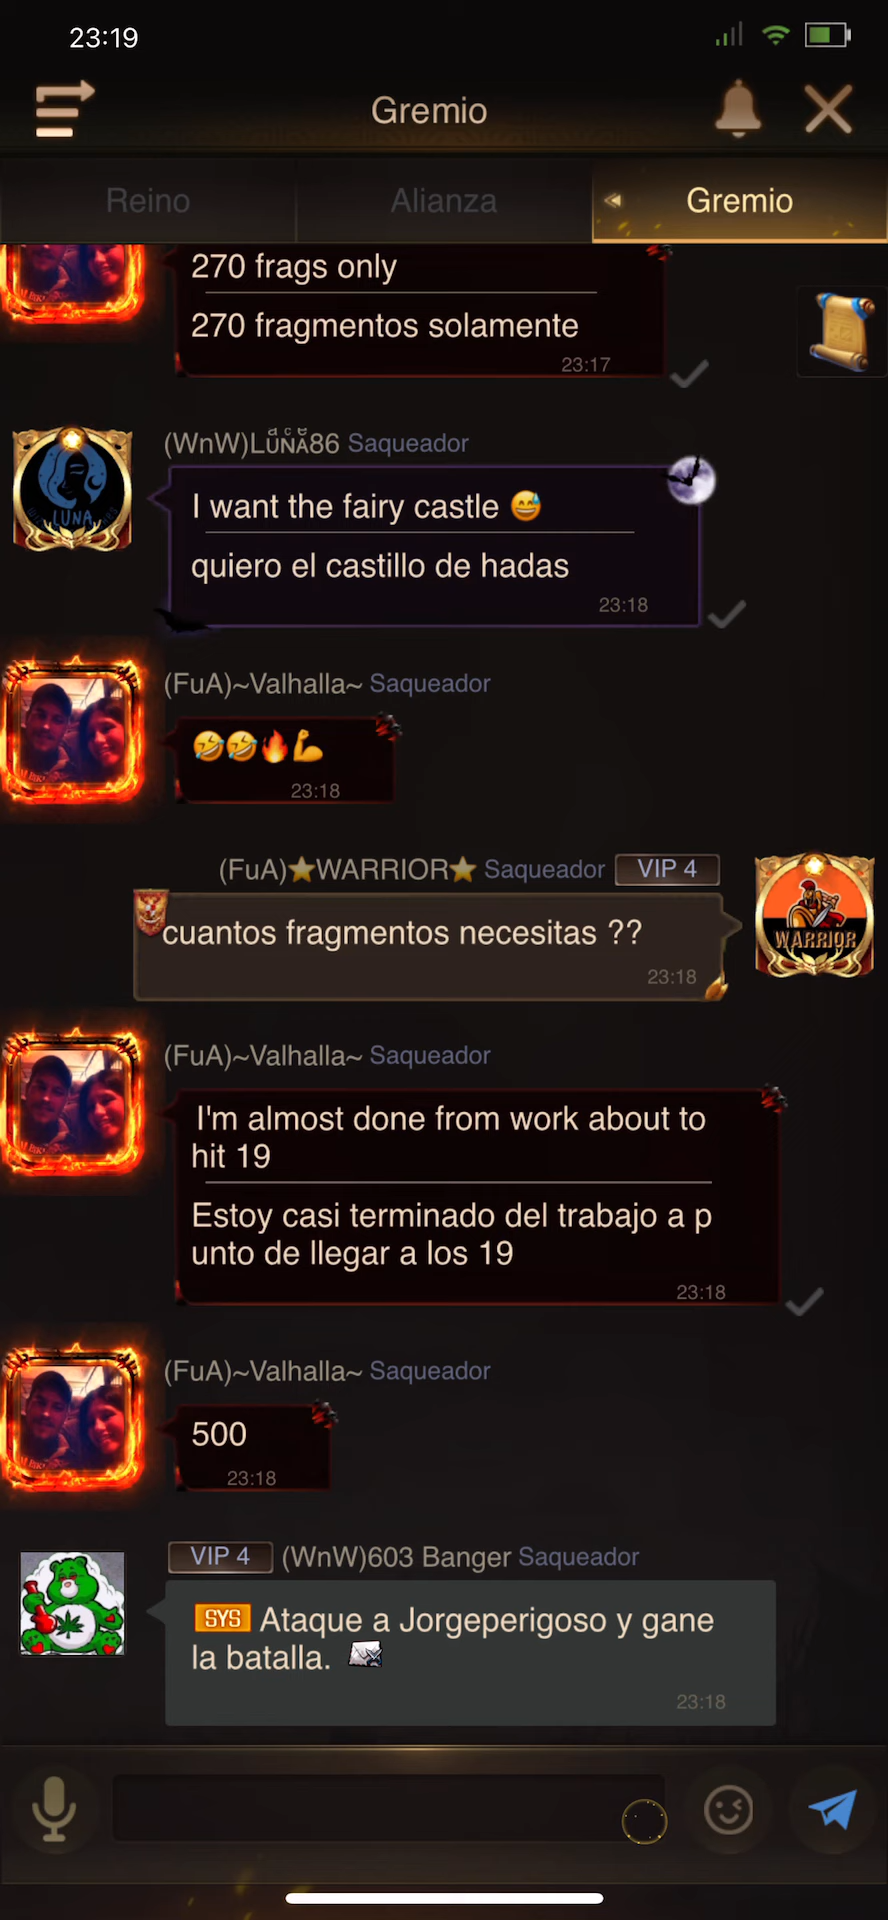 23:19
Gremio
Reino
Alianza
Gremio
270 frags only
270 fragmentos solamente
23:17
(WnW)LUNA86 Saqueador
LUNA
I want the fairy castle 😅
quiero el castillo de hadas
23:18
(FuA)~Valhalla~ Saqueador
🤣🤣🔥💪
23:18
(FuA)⭐WARRIOR⭐ Saqueador VIP 4
WARRIOR
cuantos fragmentos necesitas ??
23:18
(FuA)~Valhalla~ Saqueador
I'm almost done from work about to
hit 19
Estoy casi terminado del trabajo a p
unto de llegar a los 19
23:18
(FuA)~Valhalla~ Saqueador
500
23:18
VIP 4 (WnW)603 Banger Saqueador
SYS Ataque a Jorgeperigoso y gane
la batalla.
23:18